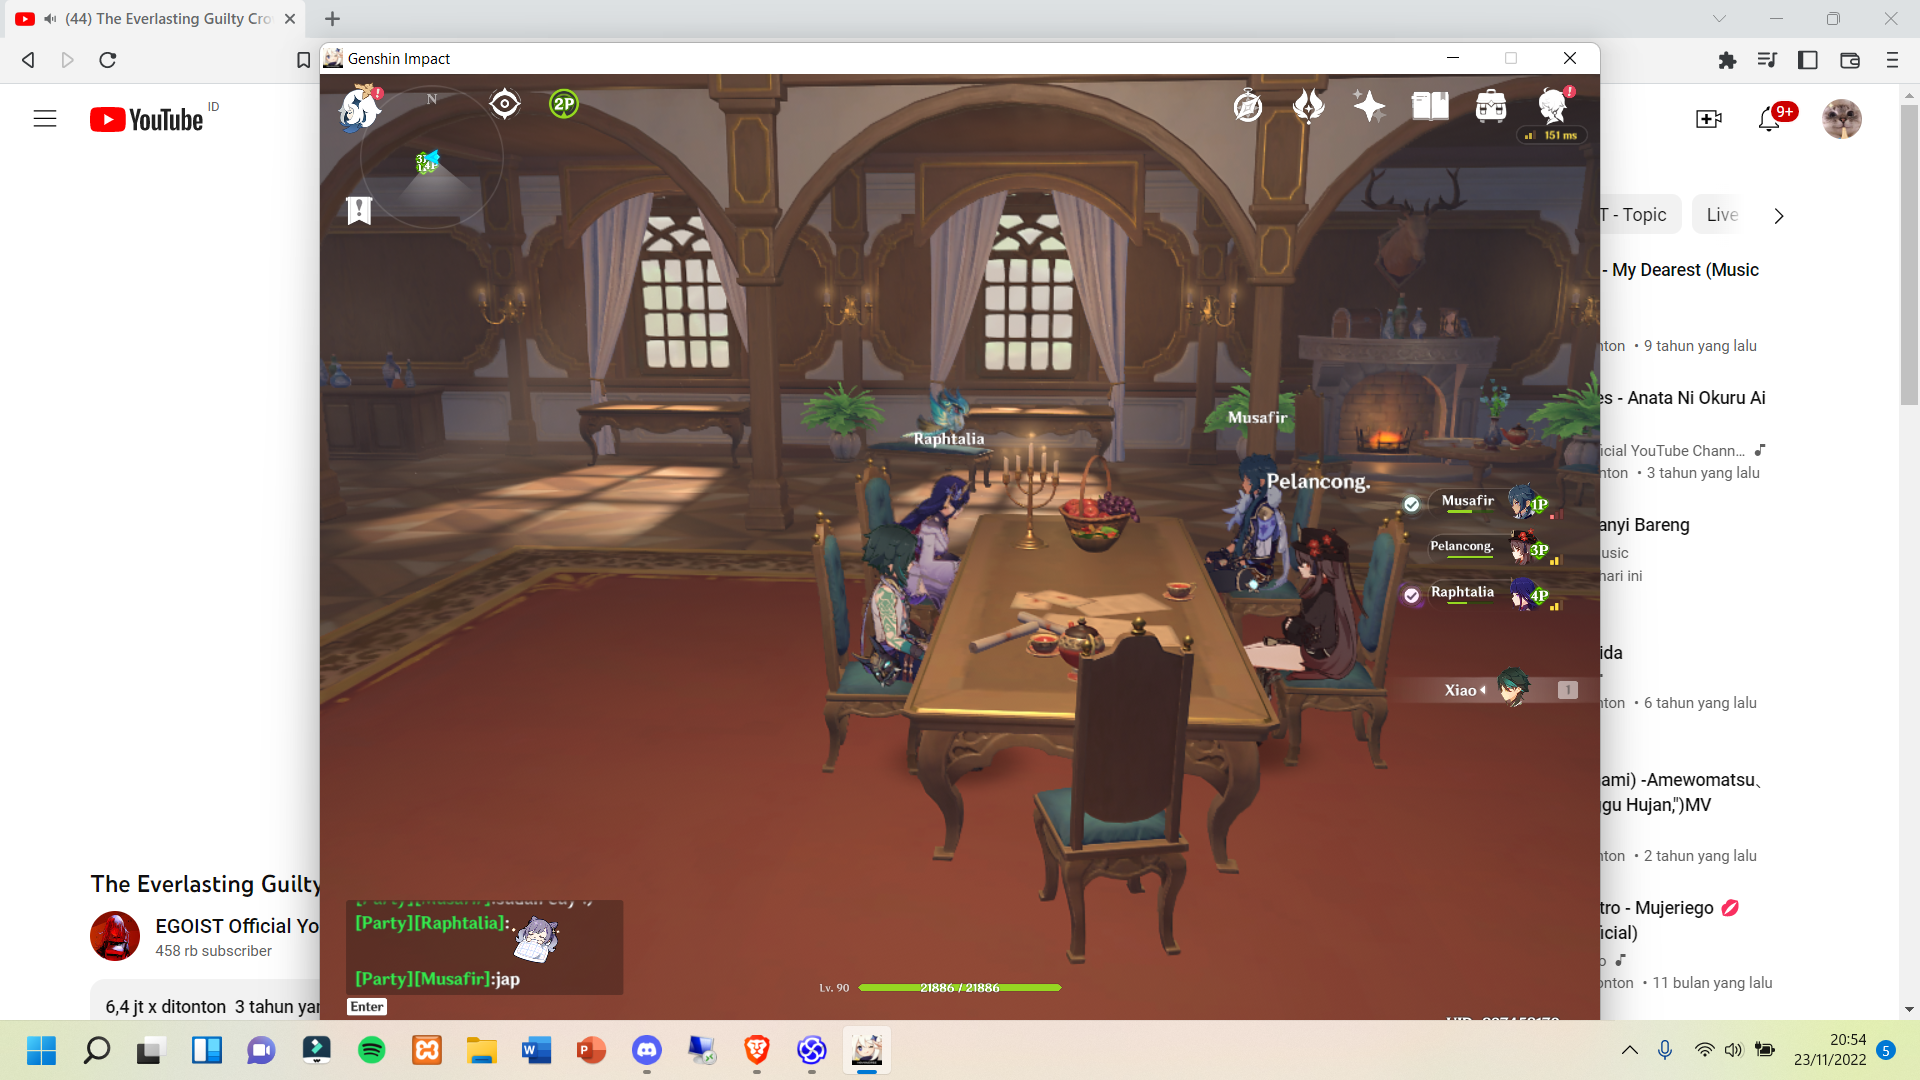 (44) The Everlasting Guilty Cro
Genshin Impact
YouTube
ID
9+
N
2P
151 ms
T - Topic
Live
- My Dearest (Music
nton • 9 tahun yang lalu
es - Anata Ni Okuru Ai
icial YouTube Chann...
nton • 3 tahun yang lalu
anyi Bareng
usic
hari ini
ida
nton • 6 tahun yang lalu
ami) -Amewomatsu、
ggu Hujan,")MV
nton • 2 tahun yang lalu
tro - Mujeriego 💋
icial)
o
onton • 11 bulan yang lalu
Raphtalia
Musafir
Pelancong.
Musafir
1P
Pelancong.
3P
Raphtalia
4P
Xiao
1
[Party][Raphtalia]:
[Party][Musafir]:jap
Enter
Lv. 90
21886 / 21886
The Everlasting Guilty
EGOIST Official Yo
458 rb subscriber
6,4 jt x ditonton 3 tahun yan
20:54
23/11/2022
5